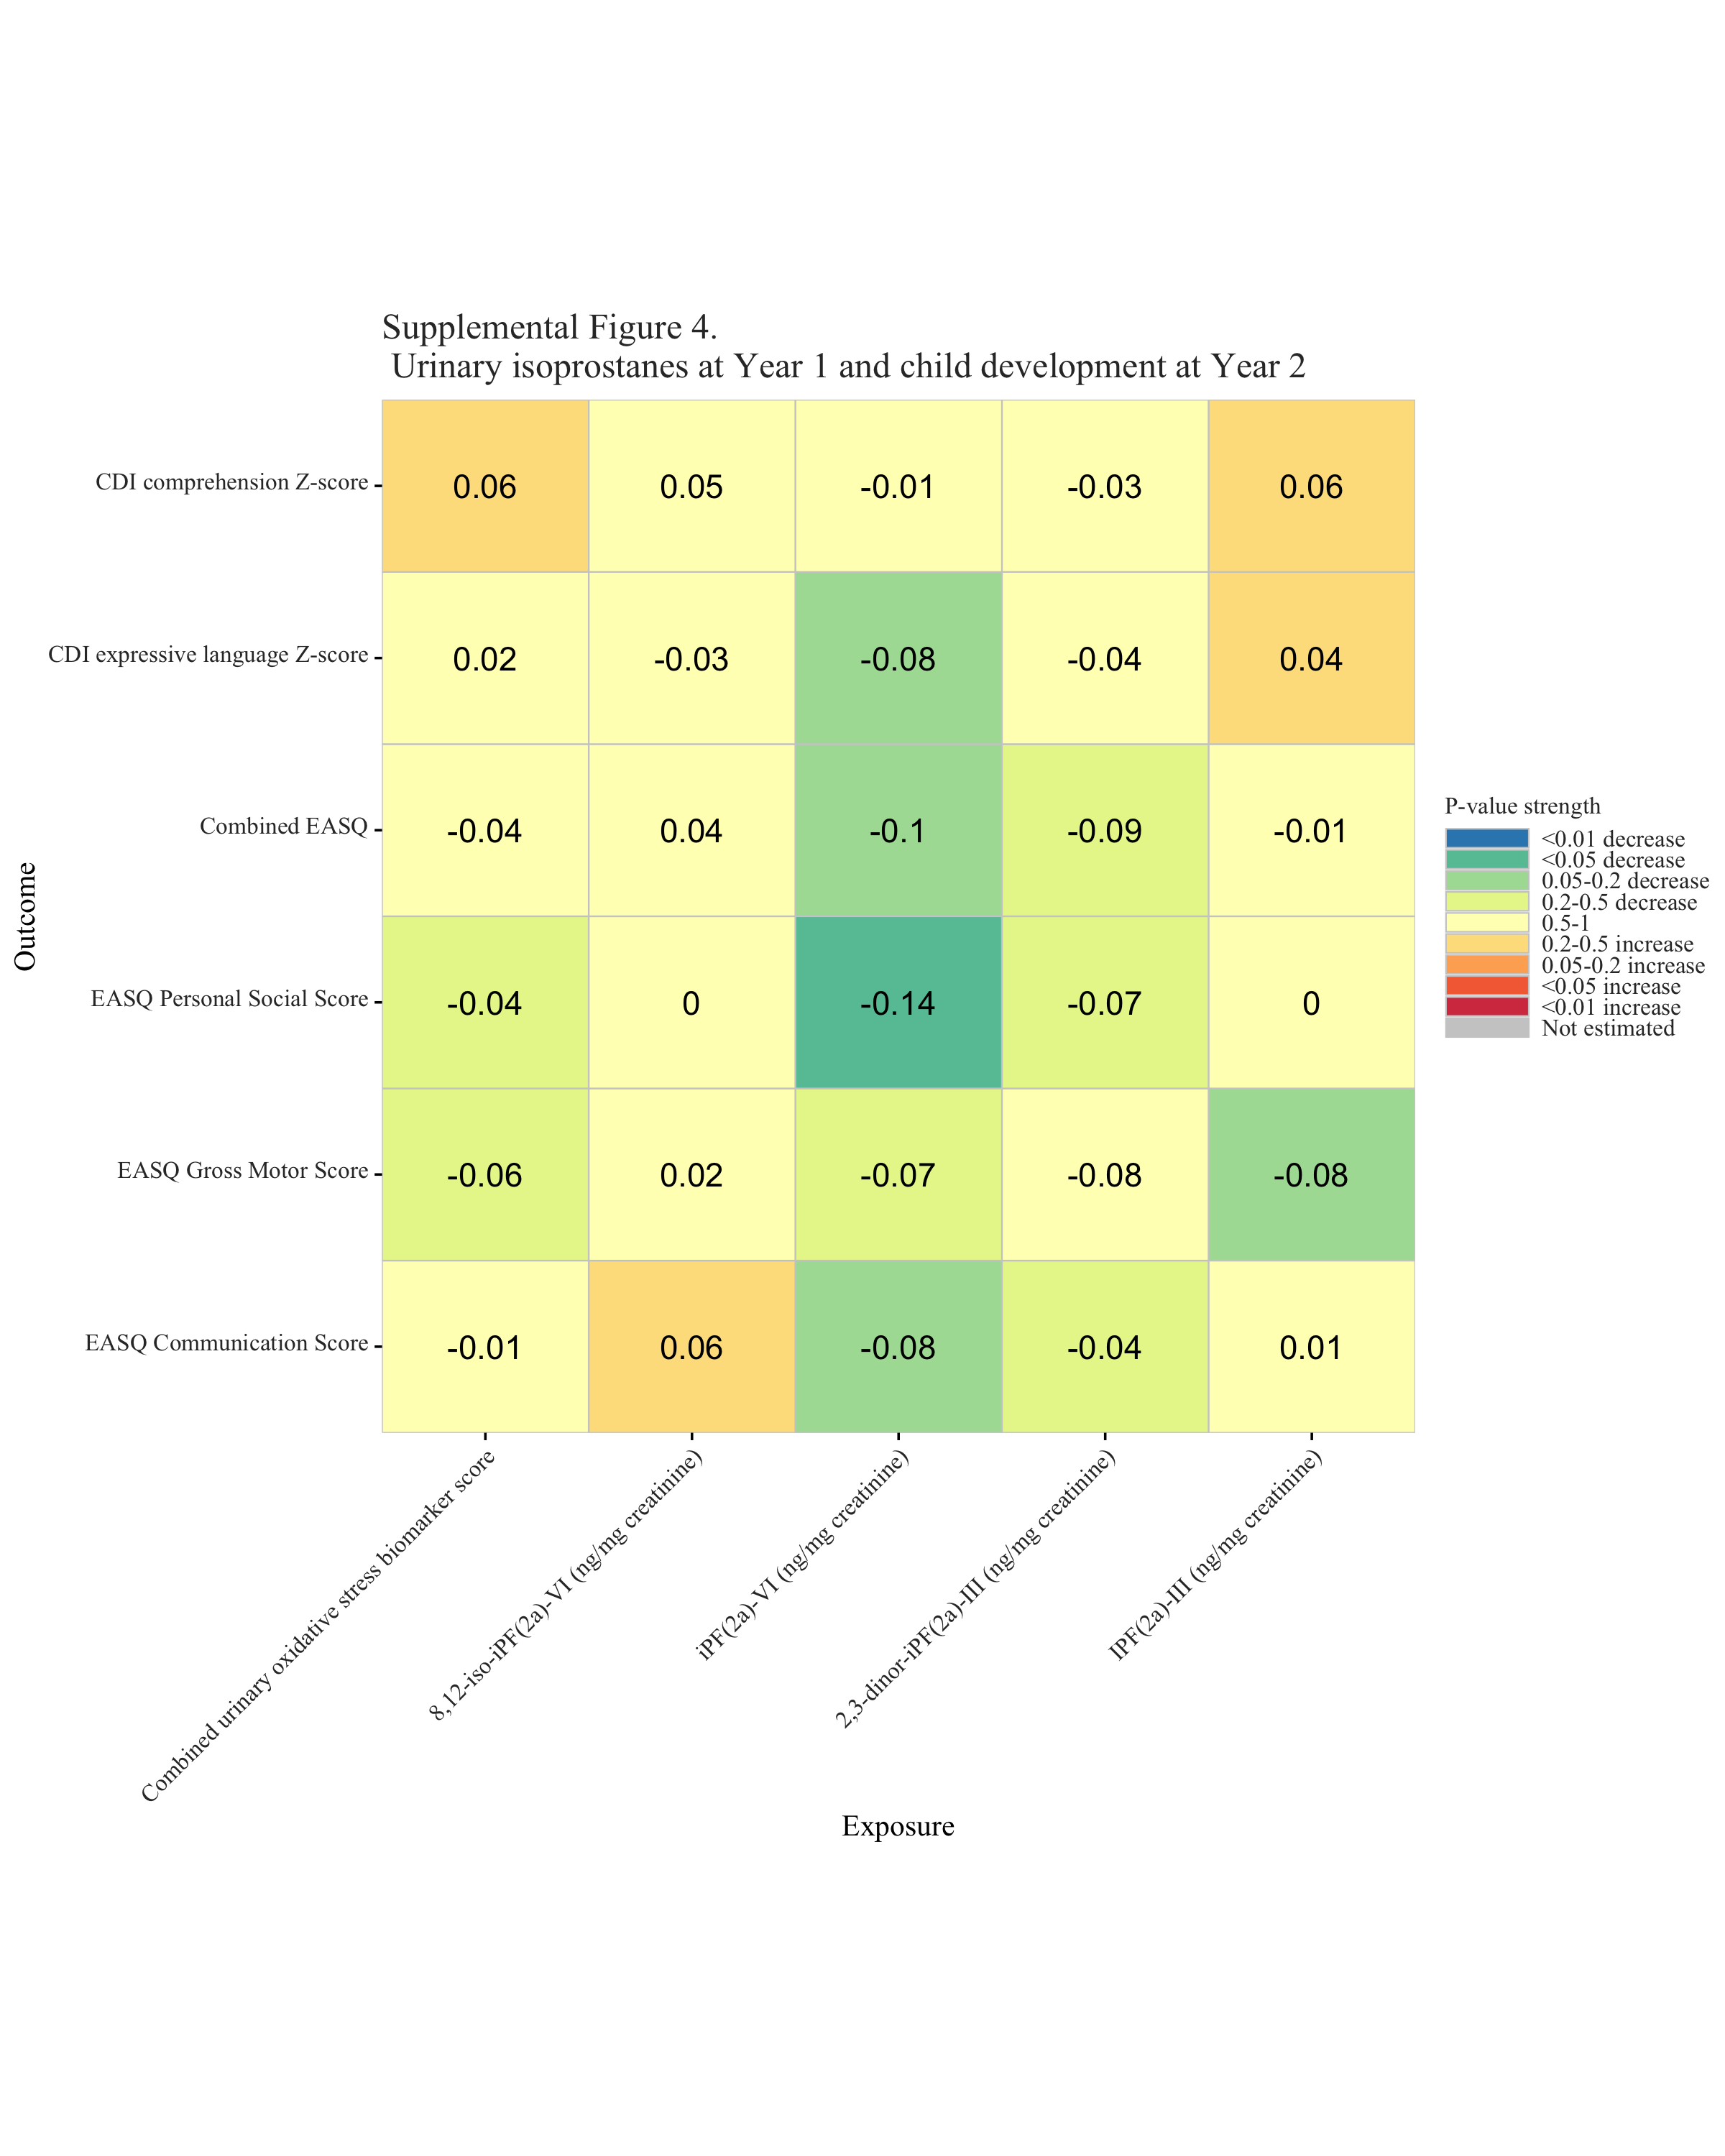 Supplemental Figure 4.
Urinary isoprostanes at Year 1 and child development at Year 2
Outcome
CDI comprehension Z-score 0.06 0.05 -0.01 -0.03 0.06
CDI expressive language Z-score 0.02 -0.03 -0.08 -0.04 0.04
Combined EASQ -0.04 0.04 -0.1 -0.09 -0.01
EASQ Personal Social Score -0.04 0 -0.14 -0.07 0
EASQ Gross Motor Score -0.06 0.02 -0.07 -0.08 -0.08
EASQ Communication Score -0.01 0.06 -0.08 -0.04 0.01
Combined urinary oxidative stress biomarker score
8,12-iso-iPF(2a)-VI (ng/mg creatinine)
iPF(2a)-VI (ng/mg creatinine)
2,3-dinor-iPF(2a)-III (ng/mg creatinine)
IPF(2a)-III (ng/mg creatinine)
Exposure
P-value strength
<0.01 decrease
<0.05 decrease
0.05-0.2 decrease
0.2-0.5 decrease
0.5-1
0.2-0.5 increase
0.05-0.2 increase
<0.05 increase
<0.01 increase
Not estimated